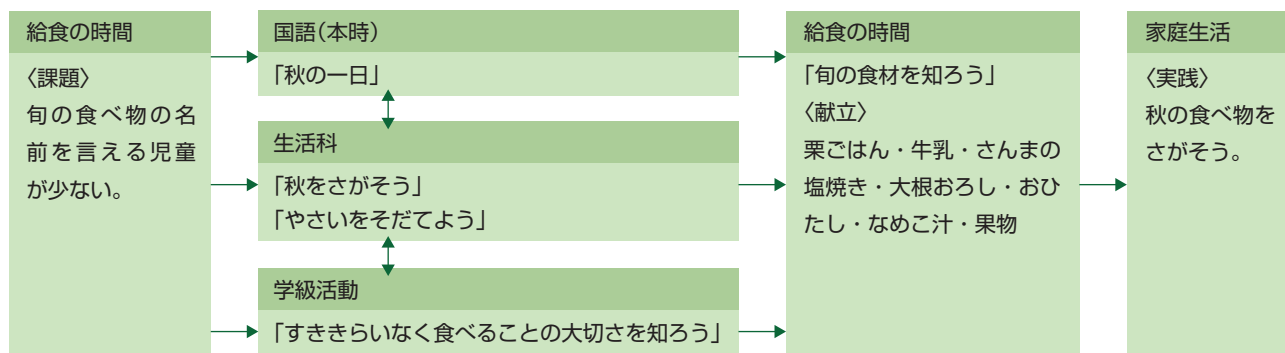 給食の時間
〈課題〉
旬の食べ物の名
前を言える児童
が少ない。
国語(本時)
「秋の一日」
生活科
「秋をさがそう」
「やさいをそだてよう」
学級活動
「すききらいなく食べることの大切さを知ろう」
給食の時間
「旬の食材を知ろう」
〈献立〉
栗ごはん・牛乳・さんまの
塩焼き・大根おろし・おひ
たし・なめこ汁・果物
家庭生活
〈実践〉
秋の食べ物を
さがそう。